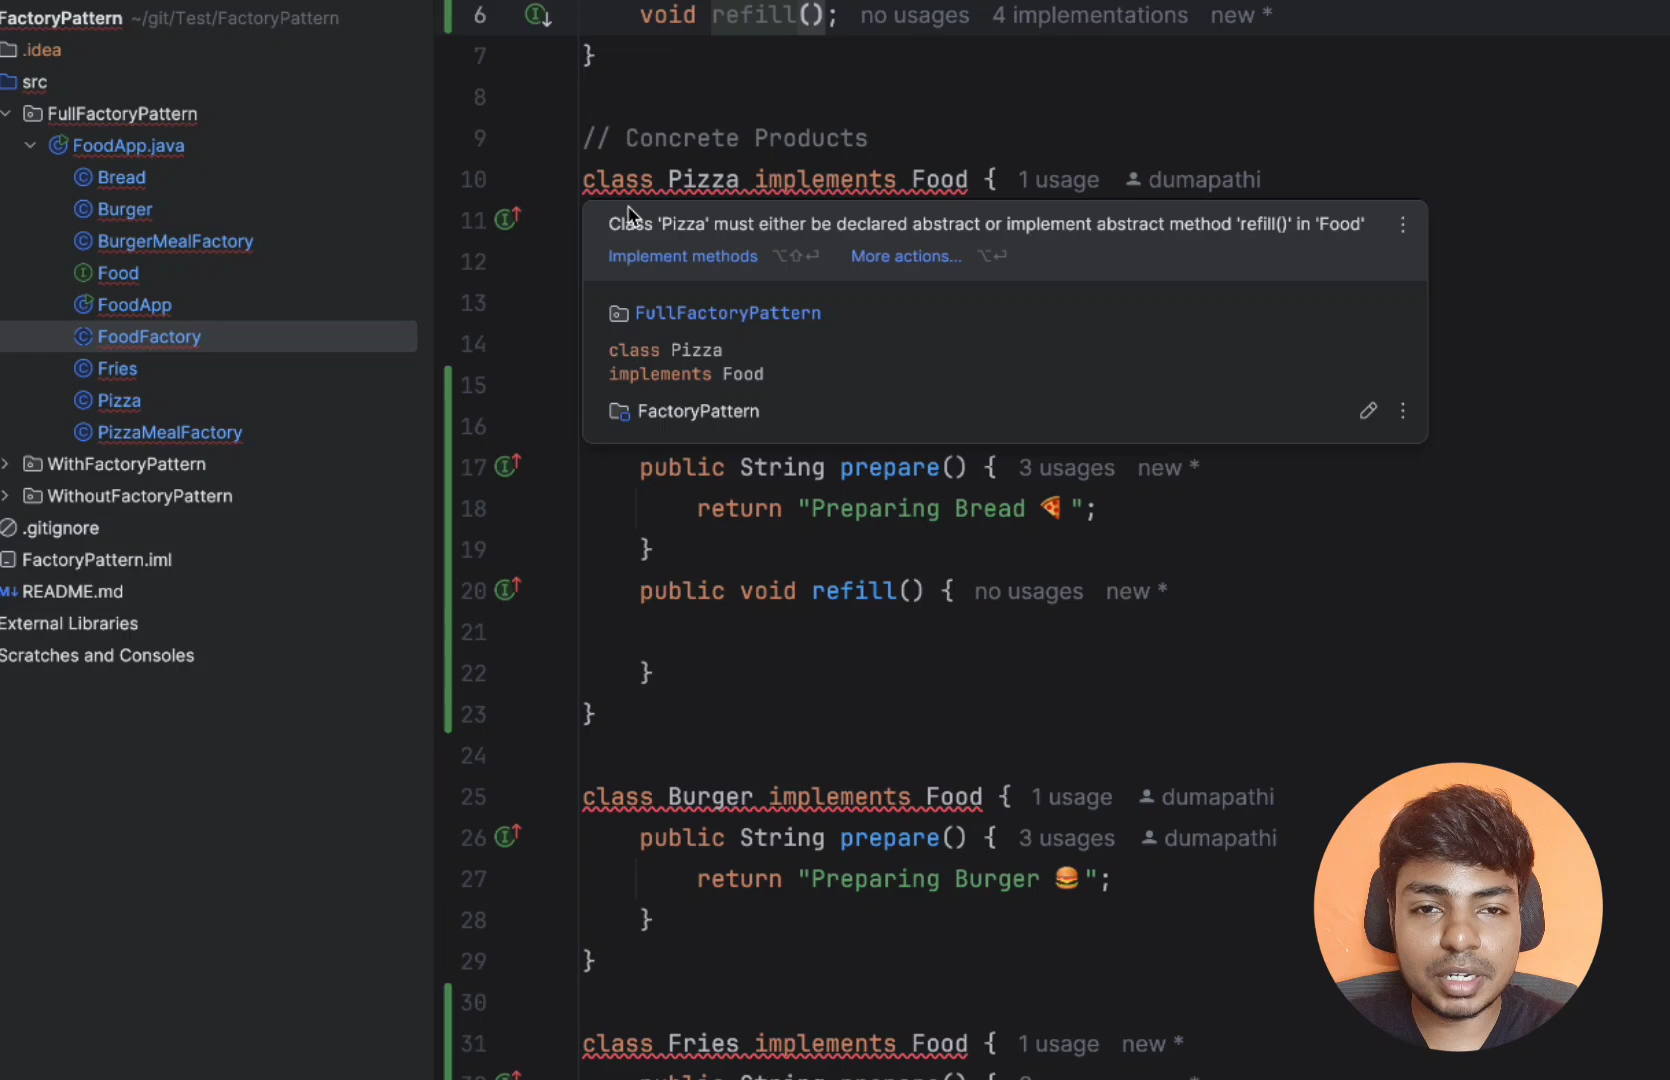 FactoryPattern ~/git/Test/FactoryPattern
.idea
src
FullFactoryPattern
FoodApp.java
Bread
Burger
BurgerMealFactory
Food
FoodApp
FoodFactory
Fries
Pizza
PizzaMealFactory
WithFactoryPattern
WithoutFactoryPattern
.gitignore
FactoryPattern.iml
README.md
External Libraries
Scratches and Consoles
6 void refill(); no usages 4 implementations new *
7 }
8
9 // Concrete Products
10 class Pizza implements Food { 1 usage dumapathi
11
Class 'Pizza' must either be declared abstract or implement abstract method 'refill()' in 'Food'
12
Implement methods ⌥⇧⏎ More actions... ⌥⏎
13
FullFactoryPattern
14
class Pizza
implements Food
15
16
FactoryPattern
17 public String prepare() { 3 usages new *
18 return "Preparing Bread 🍕 ";
19 }
20 public void refill() { no usages new *
21
22 }
23 }
24
25 class Burger implements Food { 1 usage dumapathi
26 public String prepare() { 3 usages dumapathi
27 return "Preparing Burger 🍔 ";
28 }
29 }
30
31 class Fries implements Food { 1 usage new *
public String prepare() {